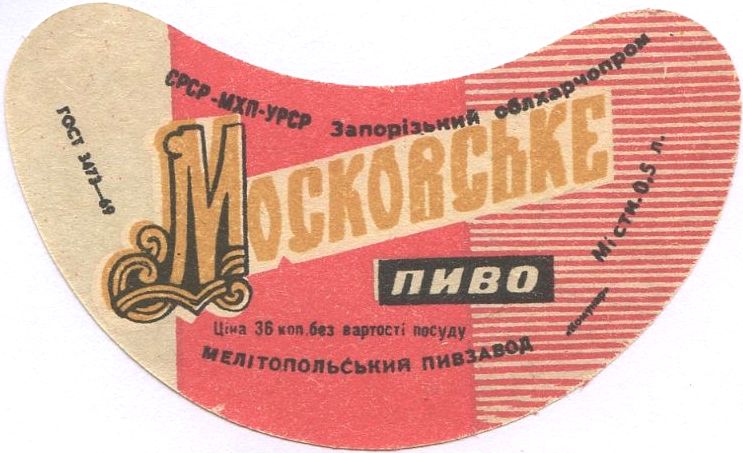 СРСР-МХП-УРСР
Запорізький облхарчопром
ГОСТ 3473—69
МОСКОВСЬКЕ
ПИВО
Місти. 0,5 л.
Ціна 36 коп. без вартості посуду
МЕЛІТОПОЛЬСЬКИЙ ПИВЗАВОД